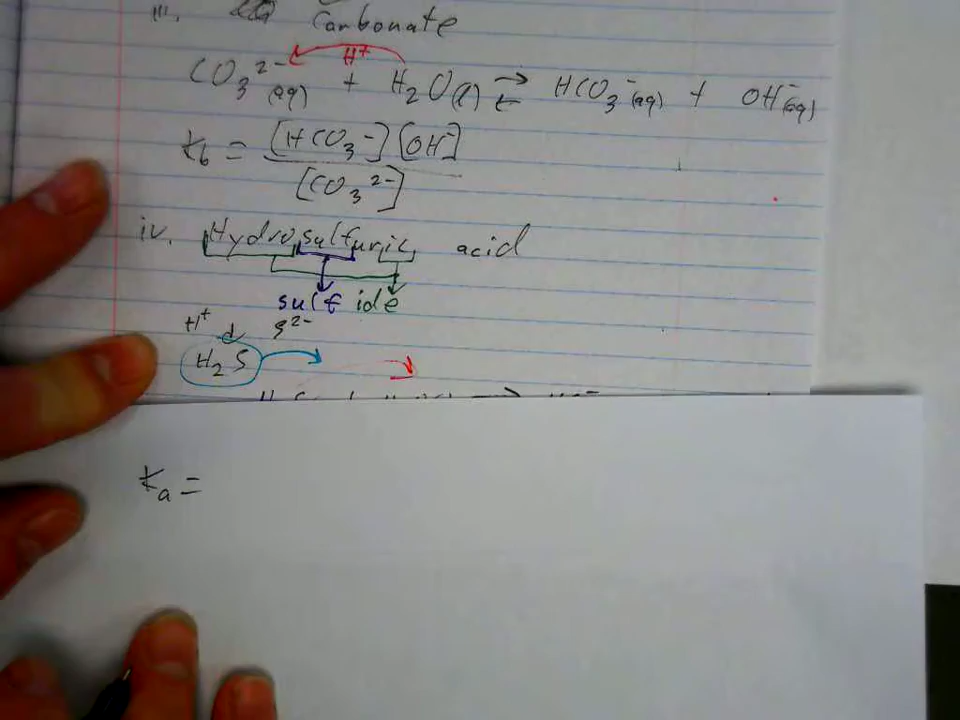 iii. Carbonate
H⁺
CO₃²⁻(aq) + H₂O(l) ⇌ HCO₃⁻(aq) + OH⁻(aq)
Kb = [HCO₃⁻][OH⁻] / [CO₃²⁻]
iv. Hydrosulfuric acid
sulfide
H⁺ S²⁻
H₂S
Ka =